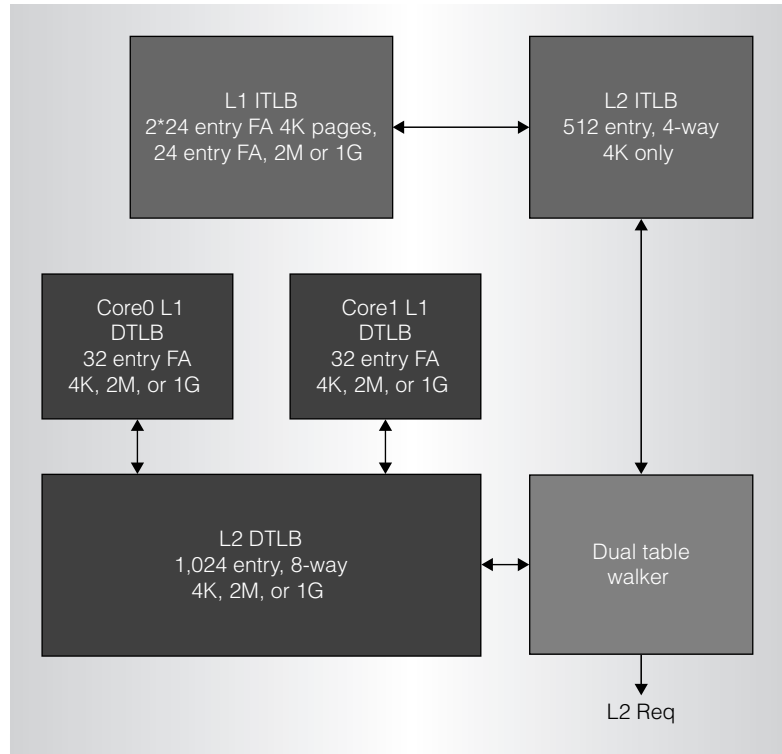 L1 ITLB
2*24 entry FA 4K pages,
24 entry FA, 2M or 1G
L2 ITLB
512 entry, 4-way
4K only
Core0 L1
DTLB
32 entry FA
4K, 2M, or 1G
Core1 L1
DTLB
32 entry FA
4K, 2M, or 1G
L2 DTLB
1,024 entry, 8-way
4K, 2M, or 1G
Dual table
walker
L2 Req